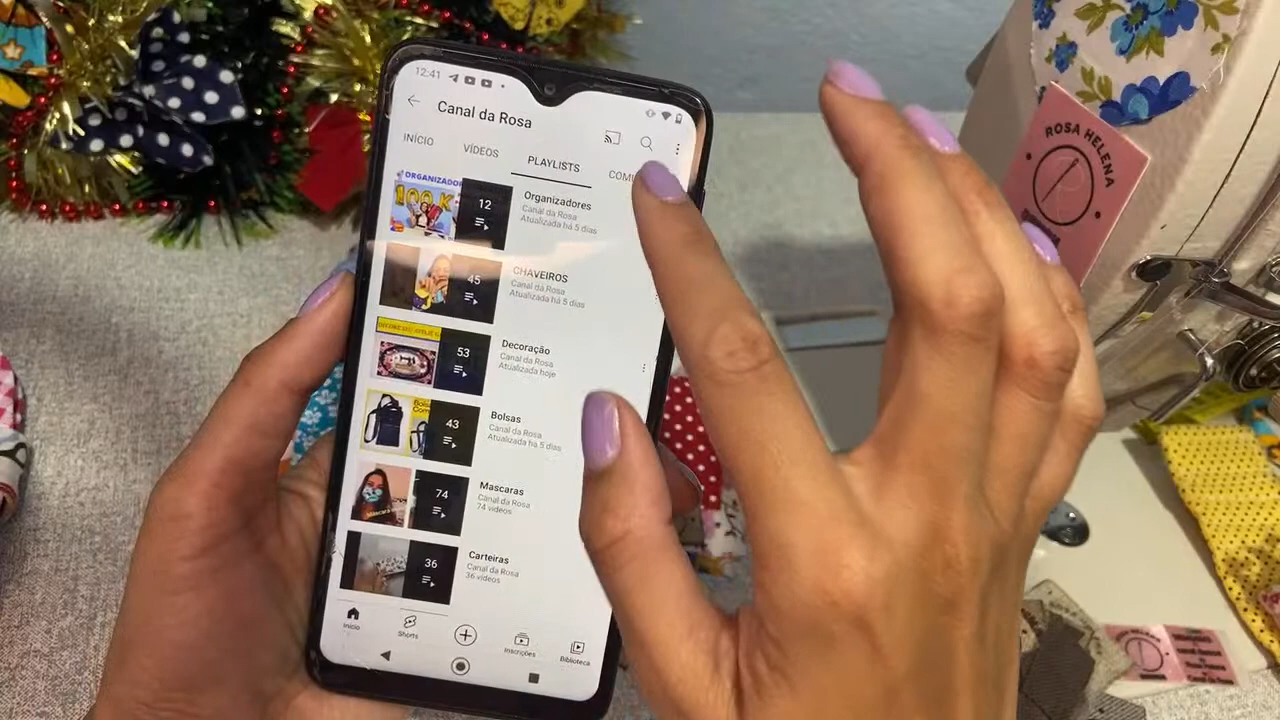 12:41
Canal da Rosa
INÍCIO
VÍDEOS
PLAYLISTS
COMU
ORGANIZADOR
100 K
12
Organizadores
Canal da Rosa
Atualizada há 5 dias
45
CHAVEIROS
Canal da Rosa
Atualizada há 5 dias
53
Decoração
Canal da Rosa
Atualizada hoje
43
Bolsas
Canal da Rosa
Atualizada há 5 dias
74
Mascaras
Canal da Rosa
74 vídeos
36
Carteiras
Canal da Rosa
36 vídeos
Início
Shorts
Inscrições
Biblioteca
ROSA HELENA